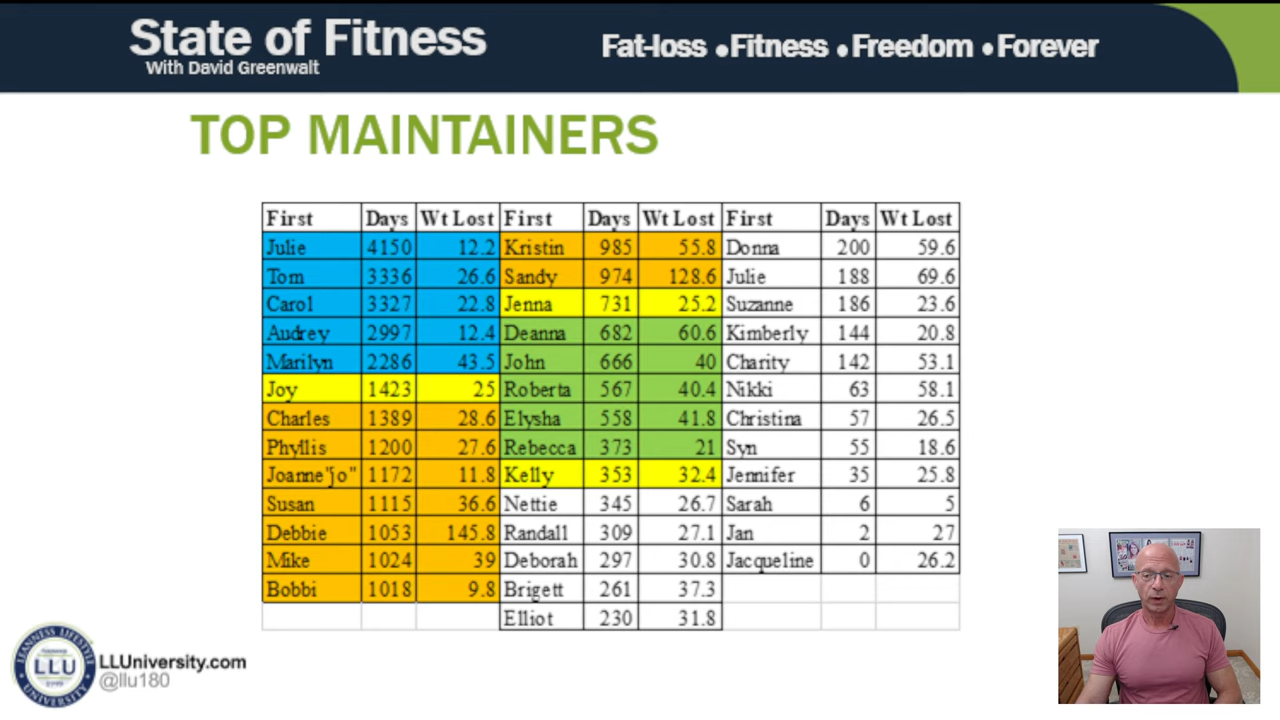 State of Fitness
With David Greenwalt
Fat-loss •Fitness •Freedom •Forever
TOP MAINTAINERS
First Days Wt Lost First Days Wt Lost First Days Wt Lost
Julie 4150 12.2 Kristin 985 55.8 Donna 200 59.6
Tom 3336 26.6 Sandy 974 128.6 Julie 188 69.6
Carol 3327 22.8 Jenna 731 25.2 Suzanne 186 23.6
Audrey 2997 12.4 Deanna 682 60.6 Kimberly 144 20.8
Marilyn 2286 43.5 John 666 40 Charity 142 53.1
Joy 1423 25 Roberta 567 40.4 Nikki 63 58.1
Charles 1389 28.6 Elysha 558 41.8 Christina 57 26.5
Phyllis 1200 27.6 Rebecca 373 21 Syn 55 18.6
Joanne"jo" 1172 11.8 Kelly 353 32.4 Jennifer 35 25.8
Susan 1115 36.6 Nettie 345 26.7 Sarah 6 5
Debbie 1053 145.8 Randall 309 27.1 Jan 2 27
Mike 1024 39 Deborah 297 30.8 Jacqueline 0 26.2
Bobbi 1018 9.8 Brigett 261 37.3
Elliot 230 31.8
LEANNESS LIFESTYLE
LLU
UNIVERSITY
LLUniversity.com
@llu180